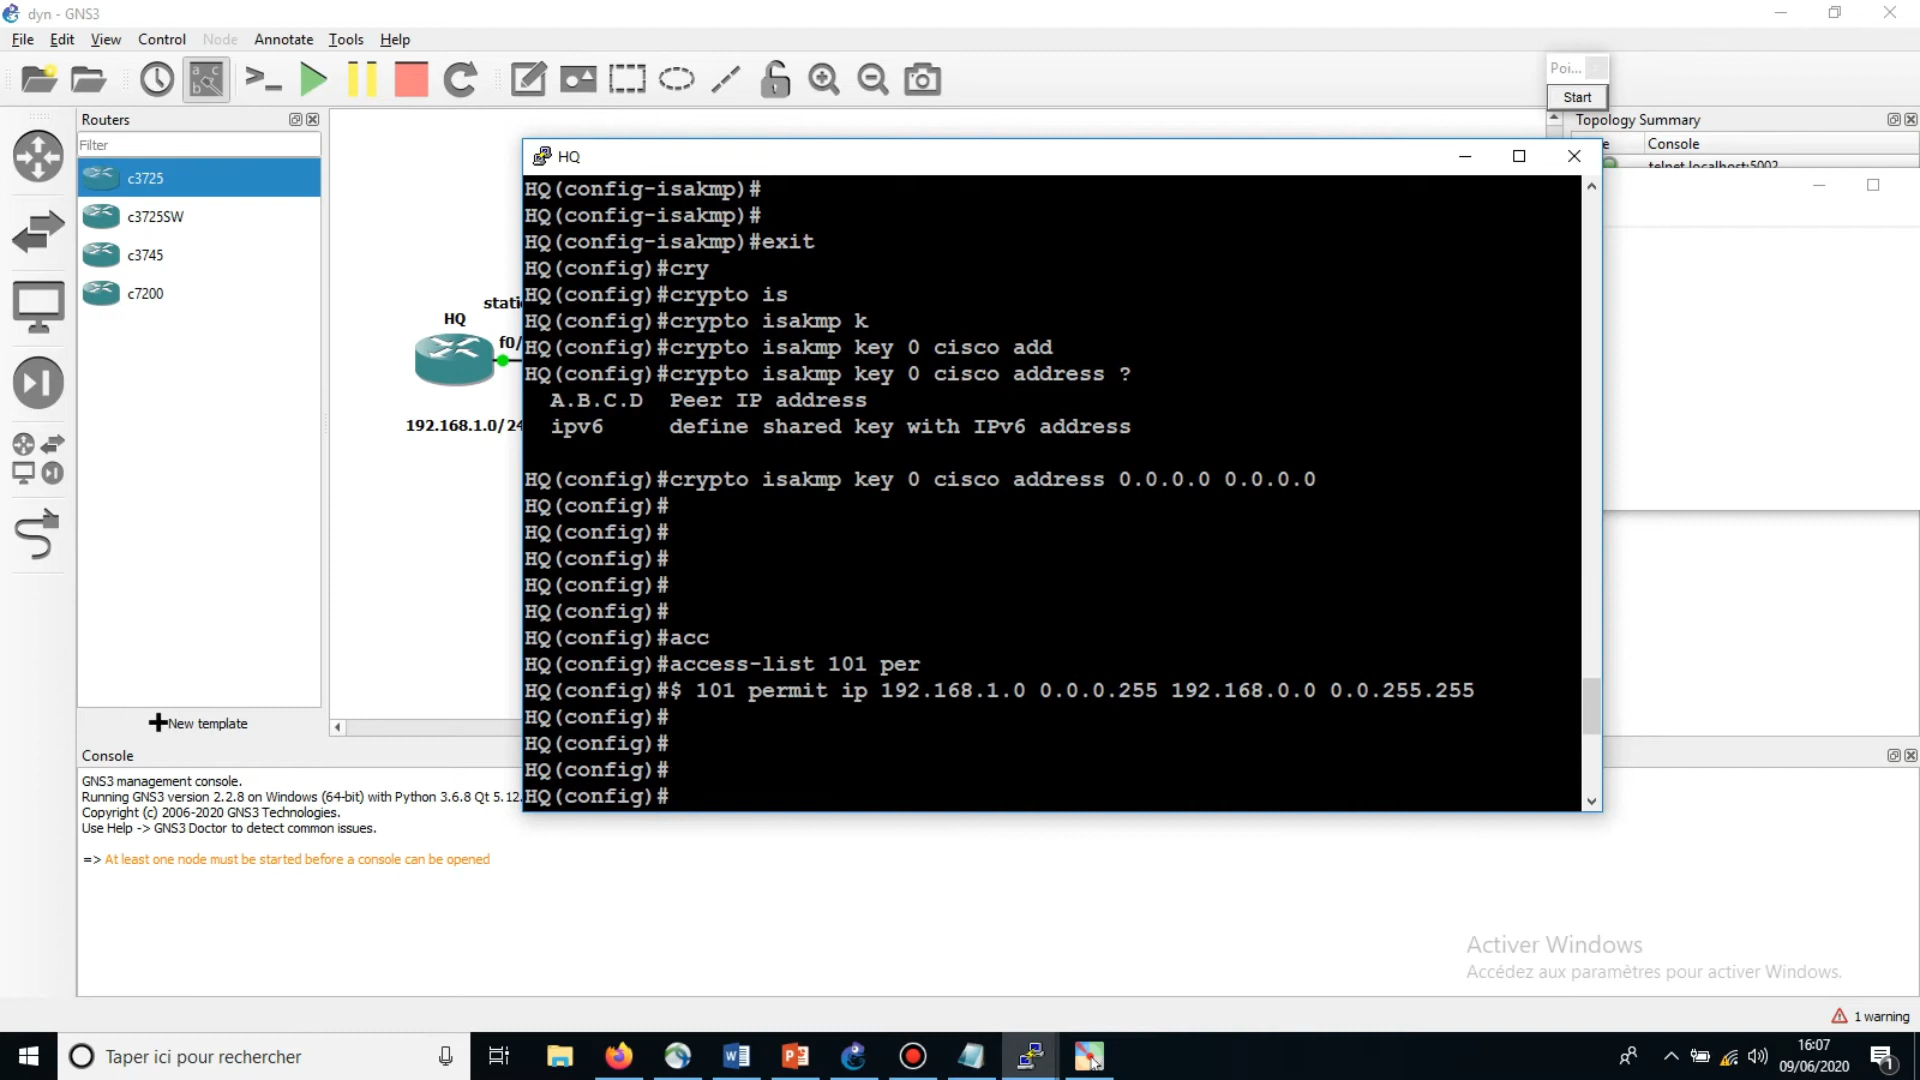 dyn - GNS3
File Edit View Control Node Annotate Tools Help
Poi...
Start
Routers
Filter
c3725
c3725SW
c3745
c7200
New template
Topology Summary
e Console
telnet localhost:5002
HQ
stati
f0/
192.168.1.0/24
HQ
HQ(config-isakmp)#
HQ(config-isakmp)#
HQ(config-isakmp)#exit
HQ(config)#cry
HQ(config)#crypto is
HQ(config)#crypto isakmp k
HQ(config)#crypto isakmp key 0 cisco add
HQ(config)#crypto isakmp key 0 cisco address ?
A.B.C.D Peer IP address
ipv6 define shared key with IPv6 address
HQ(config)#crypto isakmp key 0 cisco address 0.0.0.0 0.0.0.0
HQ(config)#
HQ(config)#
HQ(config)#
HQ(config)#
HQ(config)#
HQ(config)#acc
HQ(config)#access-list 101 per
HQ(config)#$ 101 permit ip 192.168.1.0 0.0.0.255 192.168.0.0 0.0.255.255
HQ(config)#
HQ(config)#
HQ(config)#
HQ(config)#
Console
GNS3 management console.
Running GNS3 version 2.2.8 on Windows (64-bit) with Python 3.6.8 Qt 5.12.
Copyright (c) 2006-2020 GNS3 Technologies.
Use Help -> GNS3 Doctor to detect common issues.
=> At least one node must be started before a console can be opened
Activer Windows
Accédez aux paramètres pour activer Windows.
1 warning
Taper ici pour rechercher
16:07
09/06/2020
1